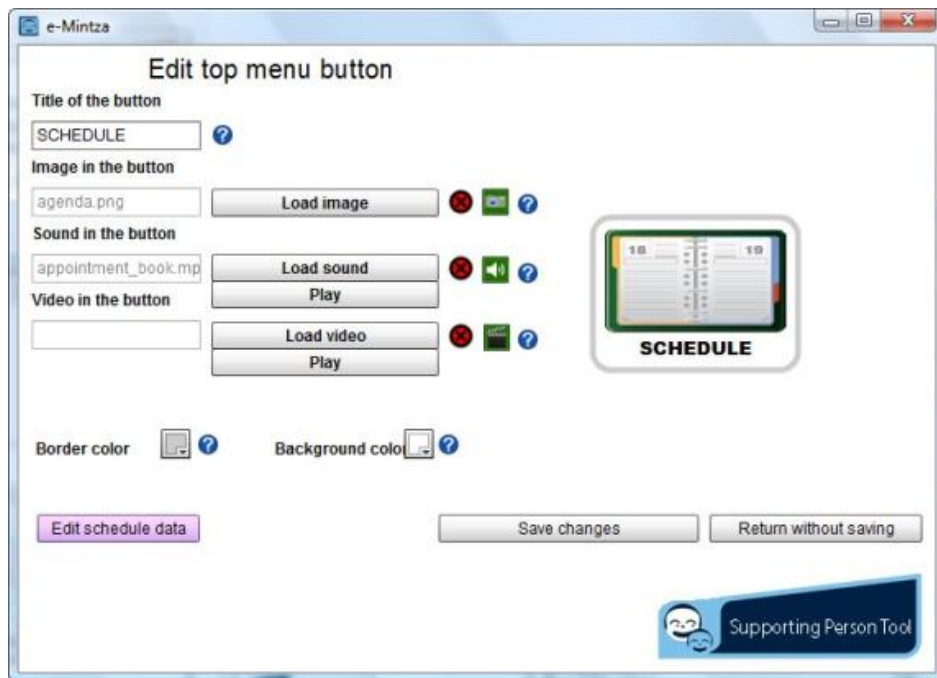 e-Mintza
Edit top menu button
Title of the button
SCHEDULE
Image in the button
agenda.png
Load image
Sound in the button
appointment_book.mp
Load sound
Play
Video in the button
Load video
Play
18 19
SCHEDULE
Border color
Background color
Edit schedule data
Save changes
Return without saving
Supporting Person Tool